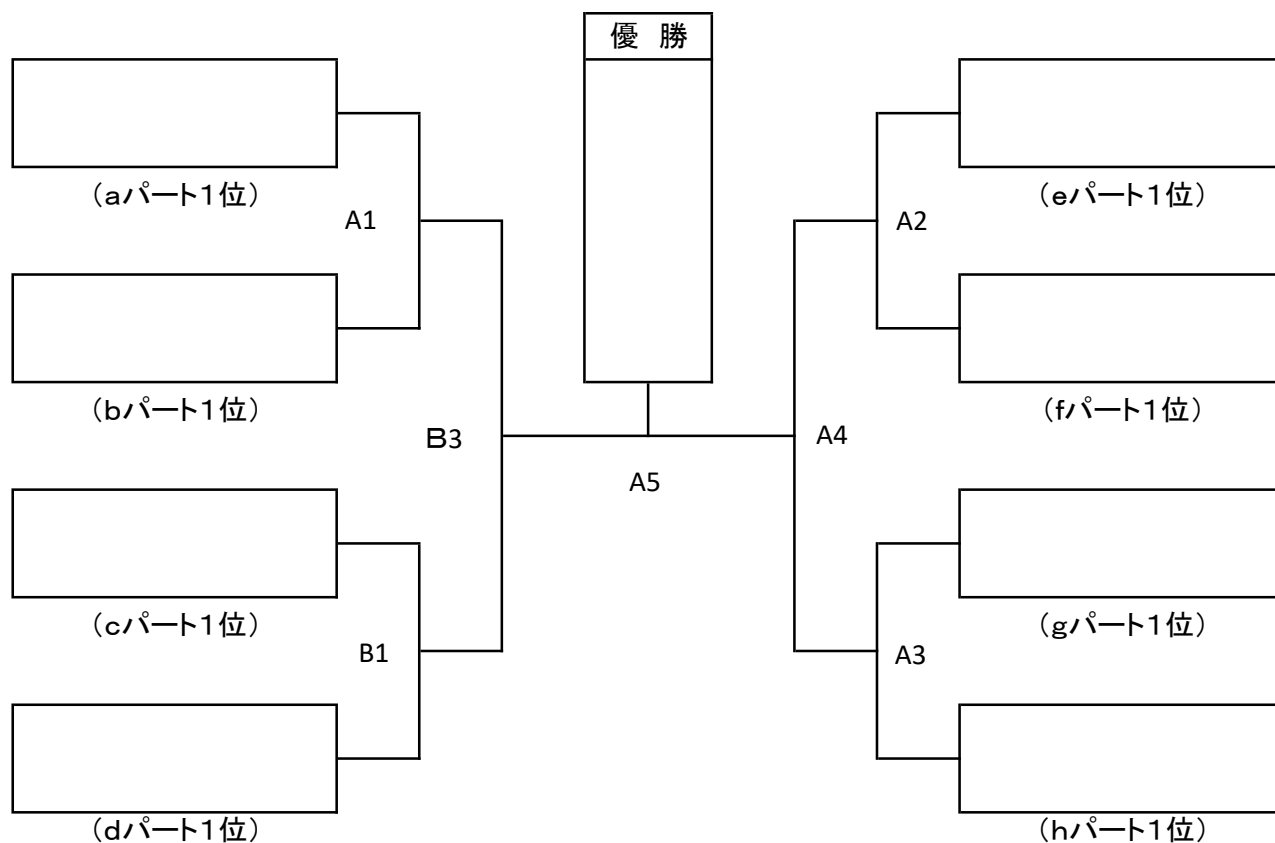 優　勝
（aパート1位）
（eパート1位）
A1
A2
（bパート1位）
（fパート1位）
B3
A4
A5
（cパート1位）
（gパート1位）
B1
A3
（dパート1位）
（hパート1位）